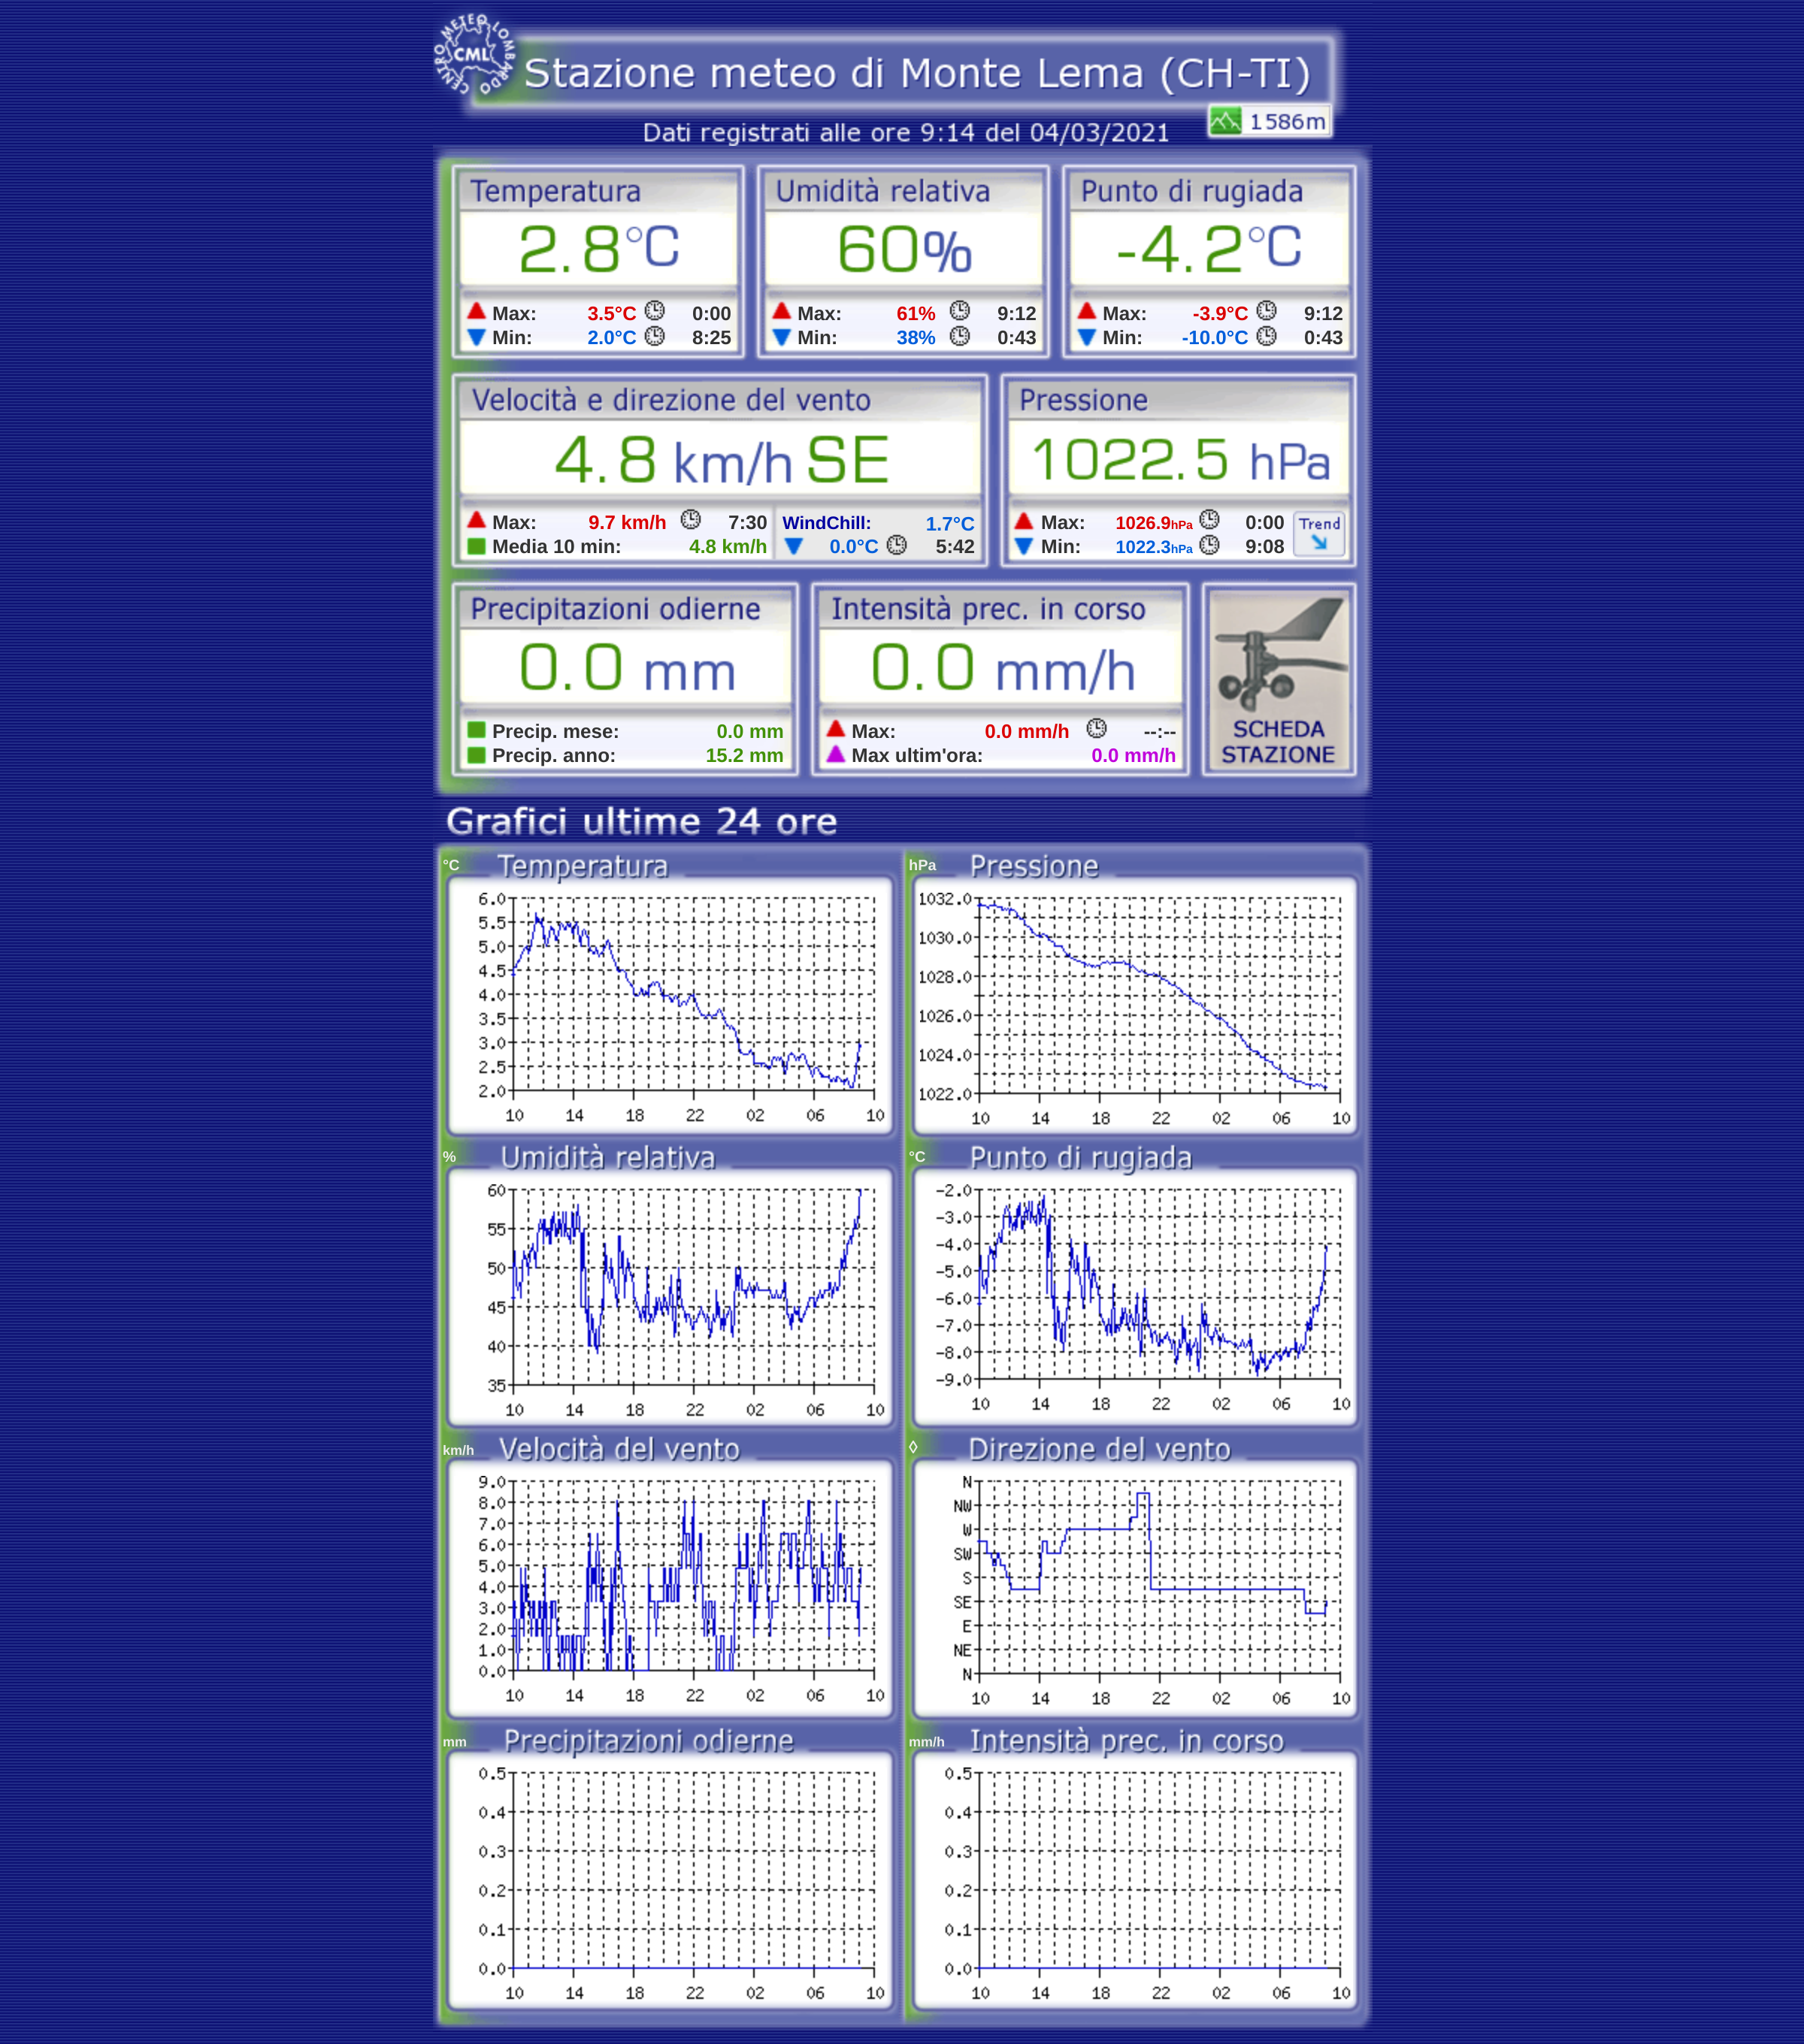 CENTRO METEO LOMBARDO
CML
Stazione meteo di Monte Lema (CH-TI)
1586m
Dati registrati alle ore 9:14 del 04/03/2021
Temperatura
2.8°C
Max: 3.5°C 0:00
Min: 2.0°C 8:25
Umidità relativa
60%
Max: 61% 9:12
Min: 38% 0:43
Punto di rugiada
-4.2°C
Max: -3.9°C 9:12
Min: -10.0°C 0:43
Velocità e direzione del vento
4.8 km/h SE
Max: 9.7 km/h 7:30
Media 10 min: 4.8 km/h
WindChill: 1.7°C
0.0°C 5:42
Pressione
1022.5 hPa
Max: 1026.9hPa 0:00
Min: 1022.3hPa 9:08
Trend
Precipitazioni odierne
0.0 mm
Precip. mese: 0.0 mm
Precip. anno: 15.2 mm
Intensità prec. in corso
0.0 mm/h
Max: 0.0 mm/h --:--
Max ultim'ora: 0.0 mm/h
SCHEDA
STAZIONE
Grafici ultime 24 ore
°C Temperatura
6.0
5.5
5.0
4.5
4.0
3.5
3.0
2.5
2.0
10 14 18 22 02 06 10
hPa Pressione
1032.0
1030.0
1028.0
1026.0
1024.0
1022.0
10 14 18 22 02 06 10
% Umidità relativa
60
55
50
45
40
35
10 14 18 22 02 06 10
°C Punto di rugiada
-2.0
-3.0
-4.0
-5.0
-6.0
-7.0
-8.0
-9.0
10 14 18 22 02 06 10
km/h Velocità del vento
9.0
8.0
7.0
6.0
5.0
4.0
3.0
2.0
1.0
0.0
10 14 18 22 02 06 10
◊ Direzione del vento
N
NW
W
SW
S
SE
E
NE
N
10 14 18 22 02 06 10
mm Precipitazioni odierne
0.5
0.4
0.3
0.2
0.1
0.0
10 14 18 22 02 06 10
mm/h Intensità prec. in corso
0.5
0.4
0.3
0.2
0.1
0.0
10 14 18 22 02 06 10